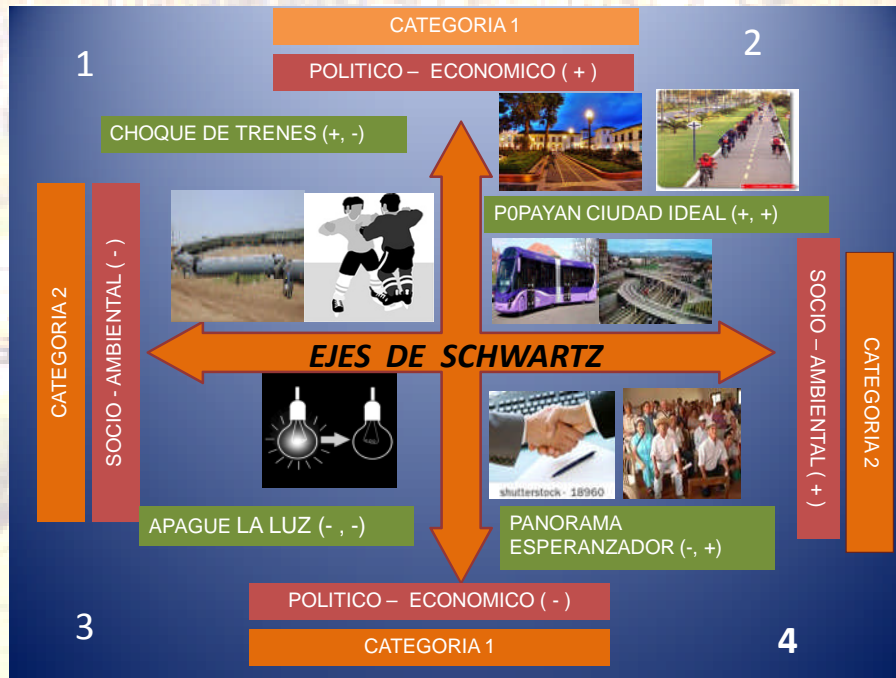 CATEGORIA 1
1
2
POLITICO – ECONOMICO ( + )
CHOQUE DE TRENES (+, -)
P0PAYAN CIUDAD IDEAL (+, +)
CATEGORIA 2
SOCIO - AMBIENTAL ( - )
SOCIO – AMBIENTAL ( + )
CATEGORIA 2
EJES DE SCHWARTZ
shutterstock · 18960
APAGUE LA LUZ (- , -)
PANORAMA
ESPERANZADOR (-, +)
POLITICO – ECONOMICO ( - )
3
4
CATEGORIA 1